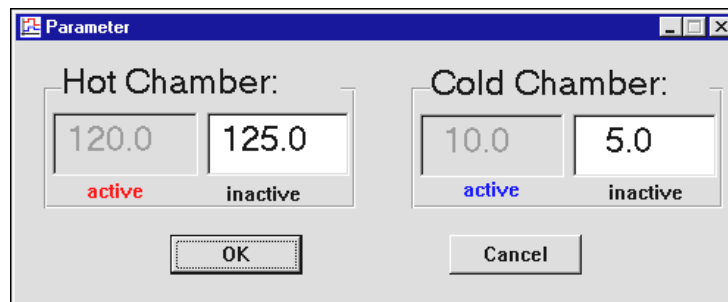 Parameter
Hot Chamber:
120.0 125.0
active inactive
Cold Chamber:
10.0 5.0
active inactive
OK Cancel